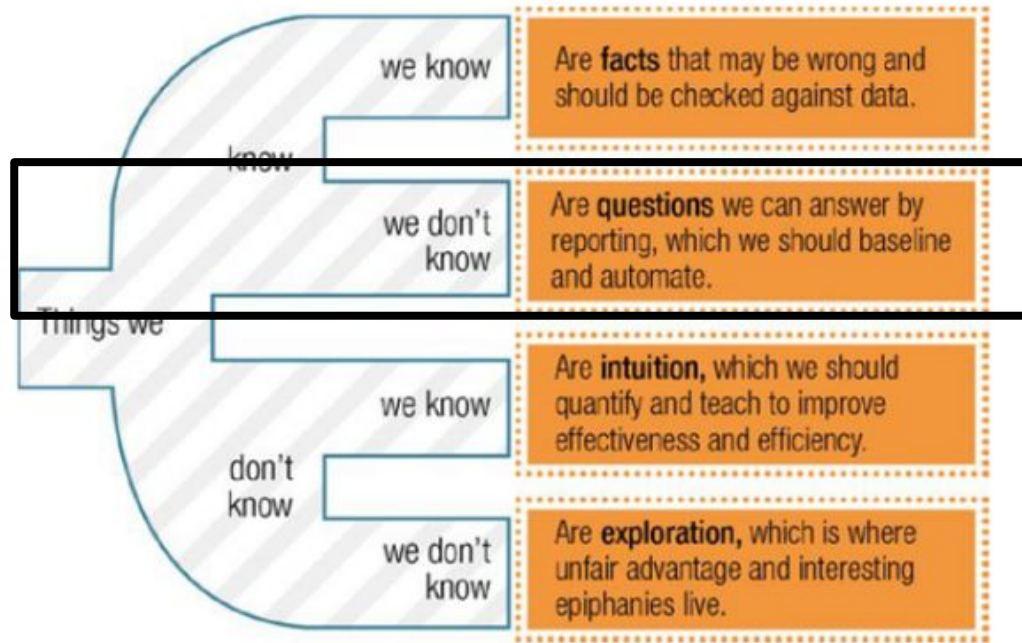 we know
Are facts that may be wrong and
should be checked against data.
know
we don't
know
Are questions we can answer by
reporting, which we should baseline
and automate.
Things we
we know
Are intuition, which we should
quantify and teach to improve
effectiveness and efficiency.
don't
know
we don't
know
Are exploration, which is where
unfair advantage and interesting
epiphanies live.